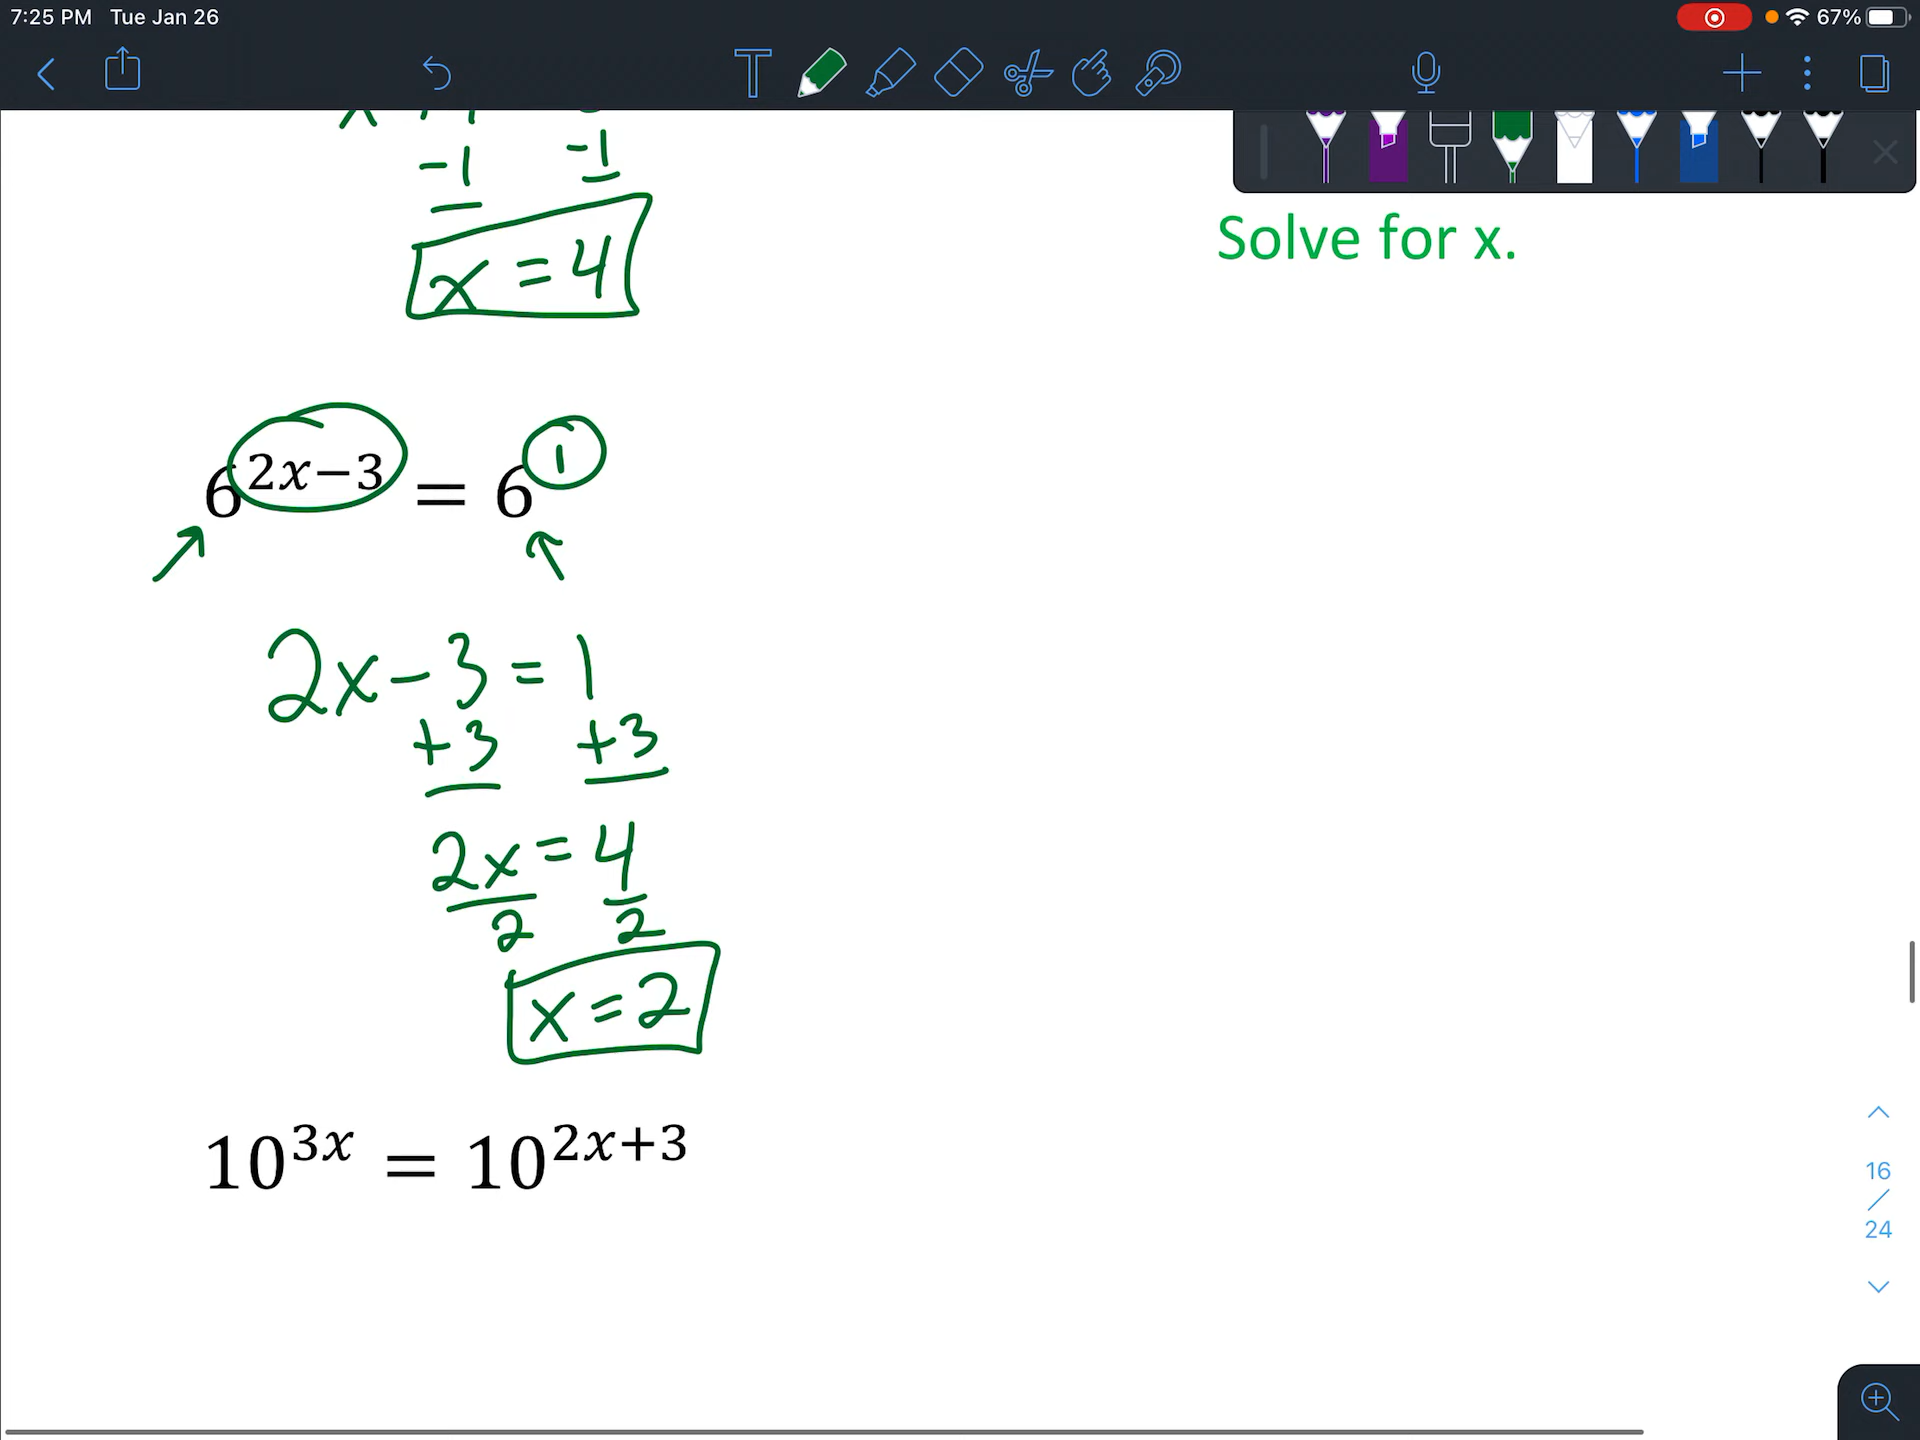 7:25 PM Tue Jan 26
67%
-1 -1
x = 4
Solve for x.
6^{2x-3} = 6^{1}
2x - 3 = 1
+3 +3
2x = 4
2 2
x = 2
10^{3x} = 10^{2x+3}
16
/
24